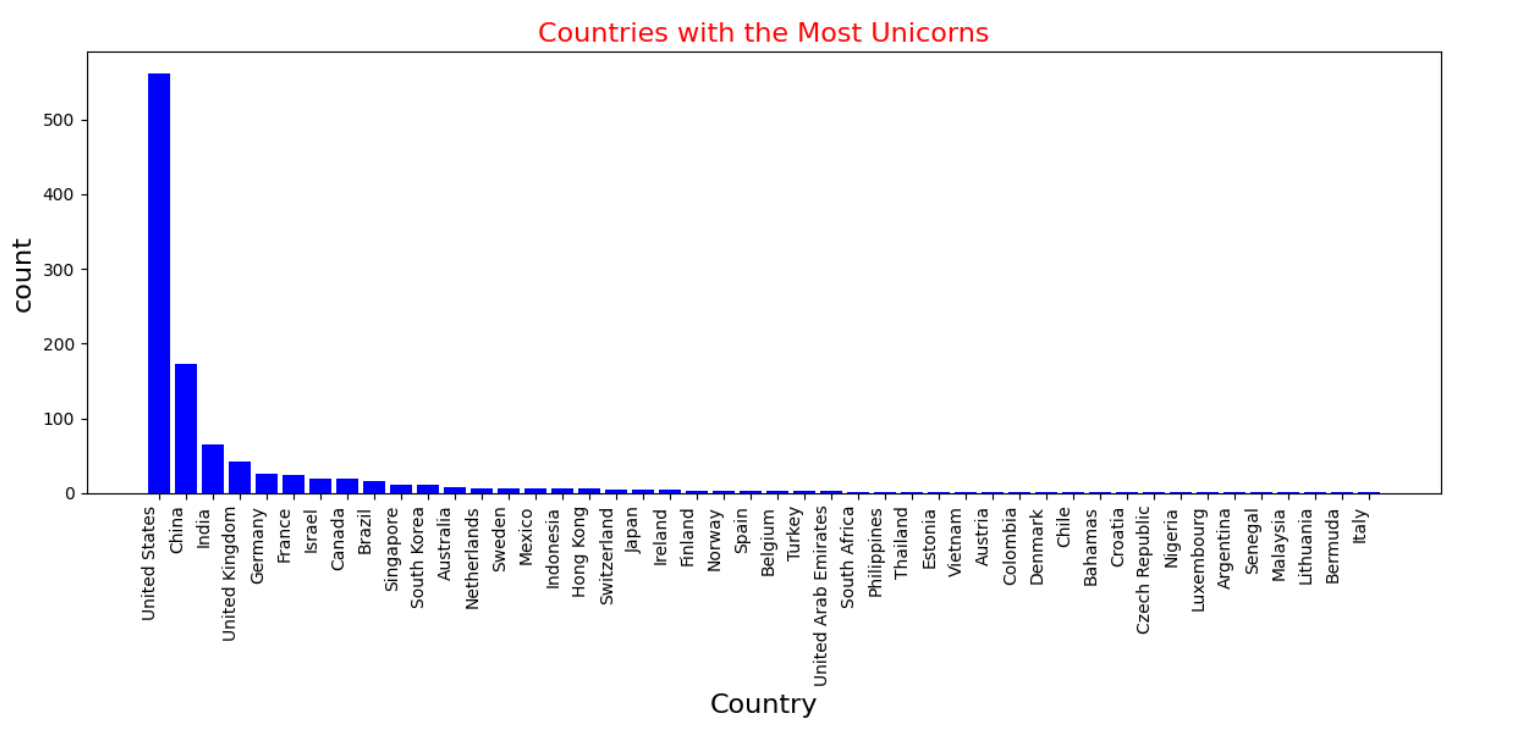 Countries with the Most Unicorns
count
500
400
300
200
100
0
United States
China
India
United Kingdom
Germany
France
Israel
Canada
Brazil
Singapore
South Korea
Australia
Netherlands
Sweden
Mexico
Indonesia
Hong Kong
Switzerland
Japan
Ireland
Finland
Norway
Spain
Belgium
Turkey
United Arab Emirates
South Africa
Philippines
Thailand
Estonia
Vietnam
Austria
Colombia
Denmark
Chile
Bahamas
Croatia
Czech Republic
Nigeria
Luxembourg
Argentina
Senegal
Malaysia
Lithuania
Bermuda
Italy
Country